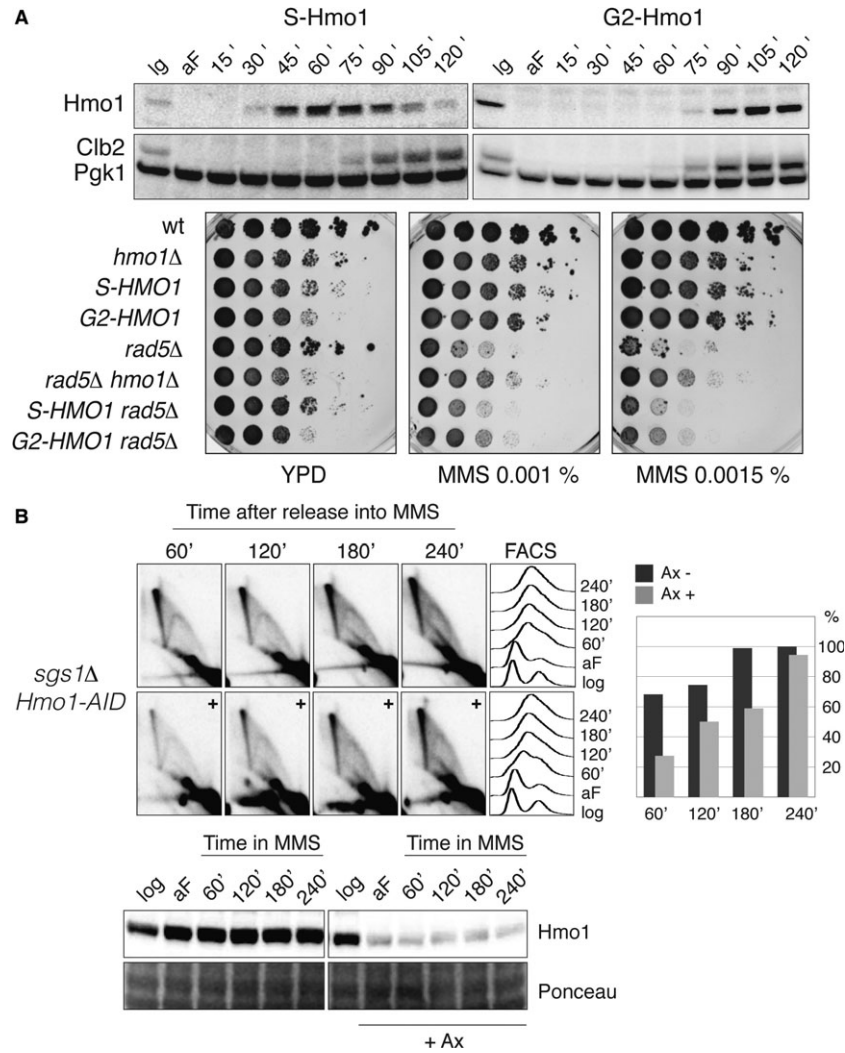 A
S-Hmo1
G2-Hmo1
lg aF 15' 30' 45' 60' 75' 90' 105' 120'
lg aF 15' 30' 45' 60' 75' 90' 105' 120'
Hmo1
Clb2
Pgk1
wt
hmo1Δ
S-HMO1
G2-HMO1
rad5Δ
rad5Δ hmo1Δ
S-HMO1 rad5Δ
G2-HMO1 rad5Δ
YPD
MMS 0.001 %
MMS 0.0015 %
B
Time after release into MMS
60' 120' 180' 240' FACS
240'
180'
120'
60'
aF
log
sgs1Δ
Hmo1-AID
+ + + +
240'
180'
120'
60'
aF
log
Ax -
Ax +
%
100
80
60
40
20
60' 120' 180' 240'
Time in MMS
Time in MMS
log aF 60' 120' 180' 240'
log aF 60' 120' 180' 240'
Hmo1
Ponceau
+ Ax